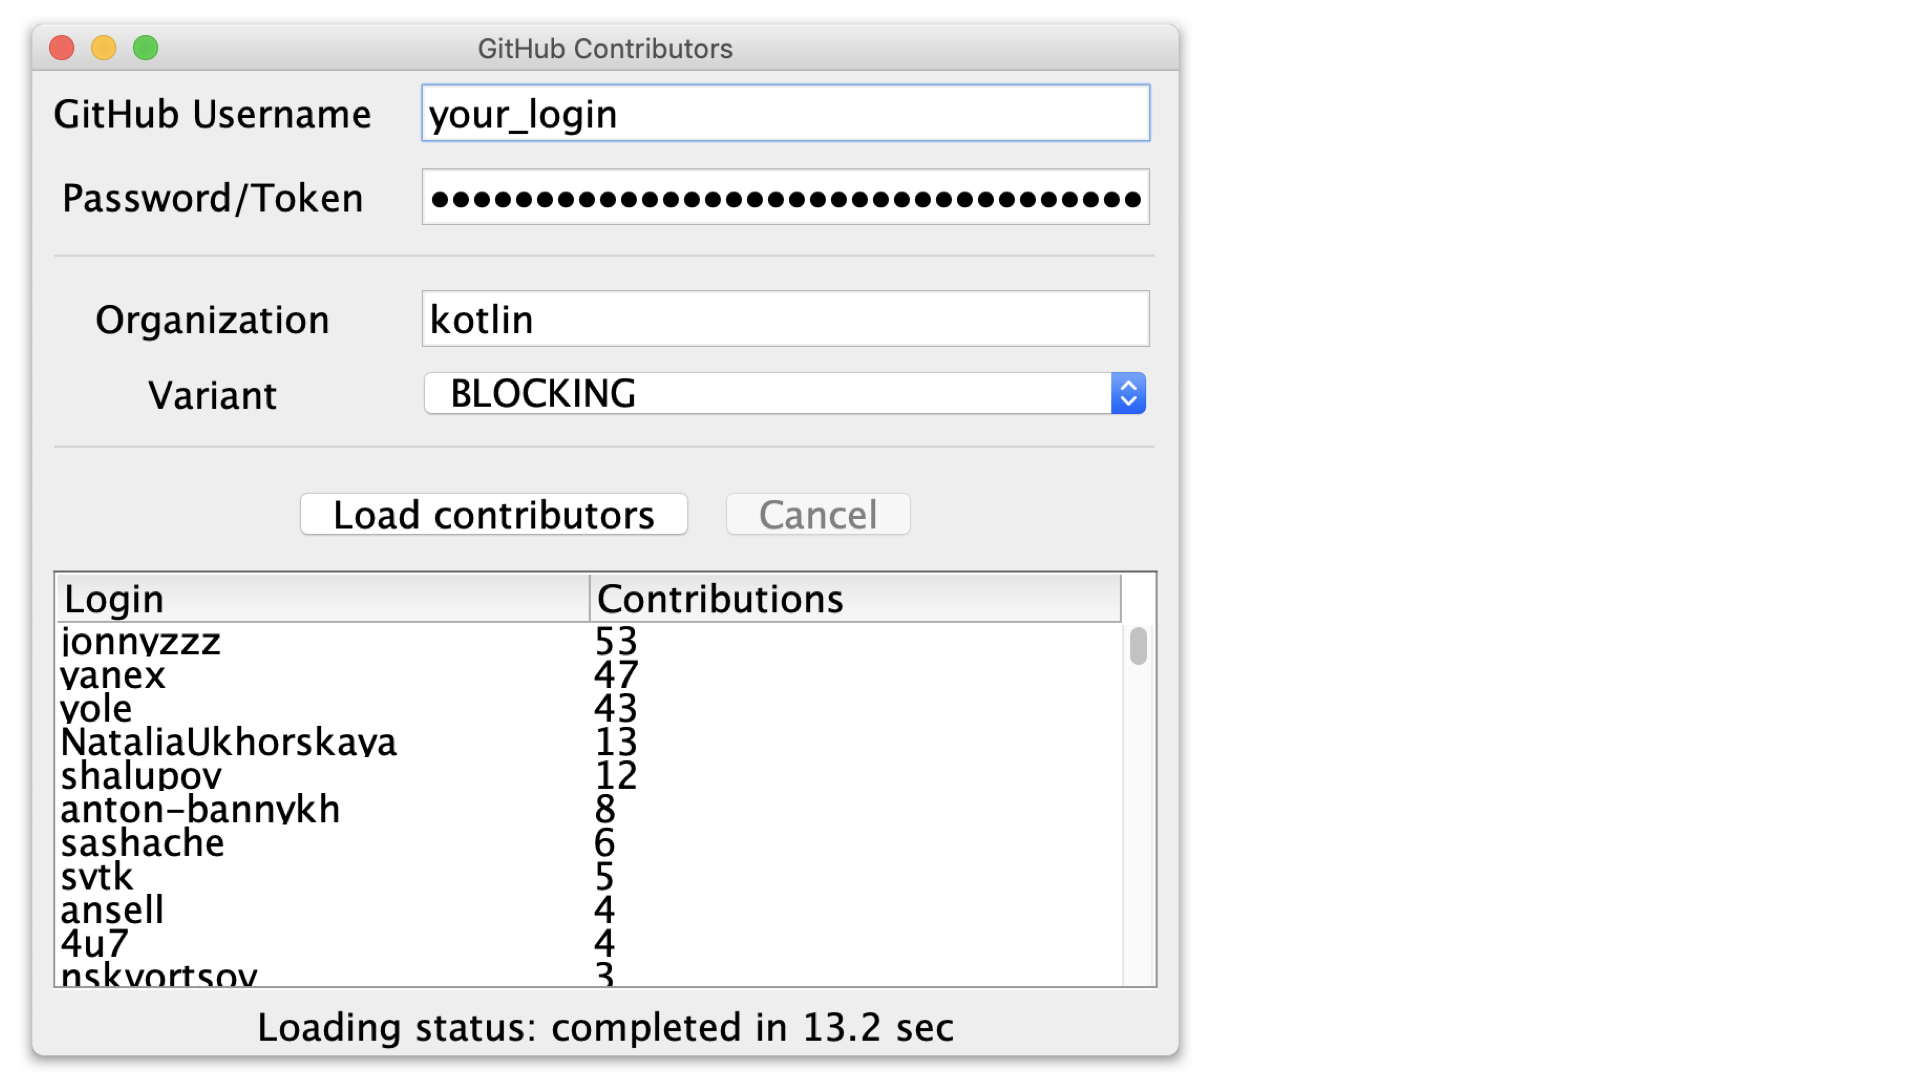 GitHub Contributors
GitHub Username your_login
Password/Token ●●●●●●●●●●●●●●●●●●●●●●●●●●●●●●●●●●
Organization kotlin
Variant BLOCKING
Load contributors Cancel
Login Contributions
jonnyzzz 53
yanex 47
yole 43
NataliaUkhorskaya 13
shalupov 12
anton-bannykh 8
sashache 6
svtk 5
ansell 4
4u7 4
nskvortsov 3
Loading status: completed in 13.2 sec